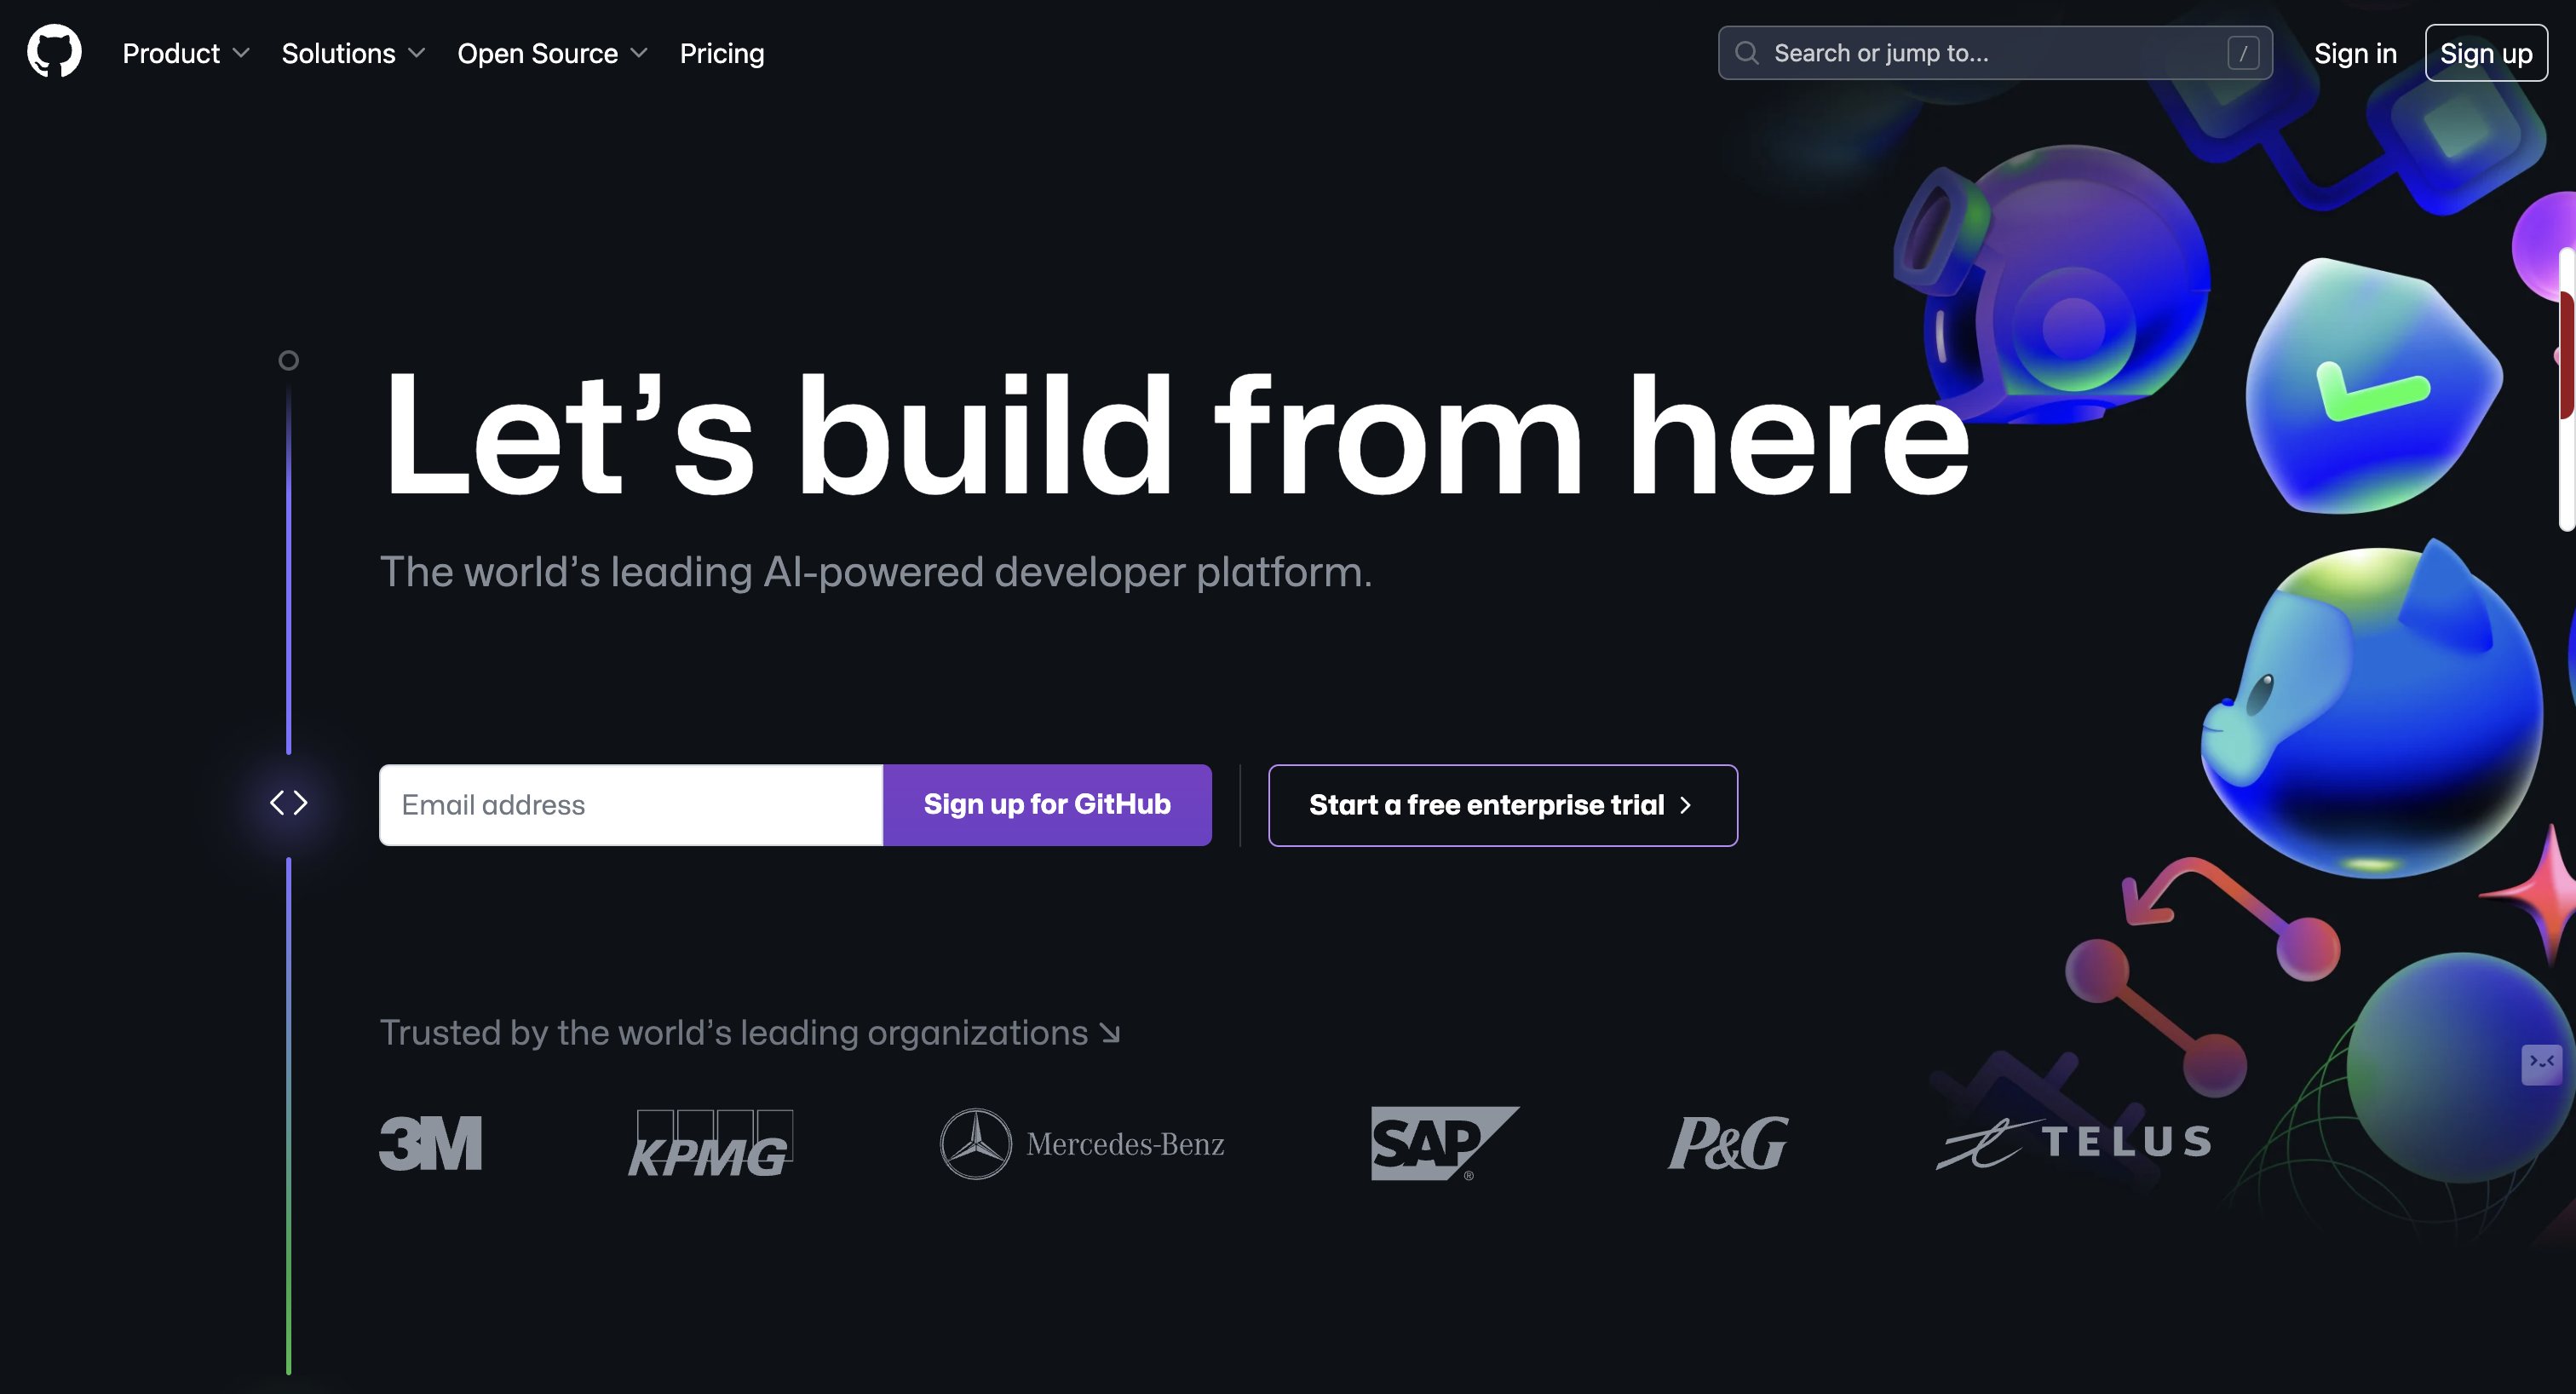 Product
Solutions
Open Source
Pricing
Search or jump to...
/
Sign in
Sign up
Let’s build from here
The world’s leading AI-powered developer platform.
Email address
Sign up for GitHub
Start a free enterprise trial
Trusted by the world’s leading organizations
3M
KPMG
Mercedes-Benz
SAP ®
P&G
TELUS